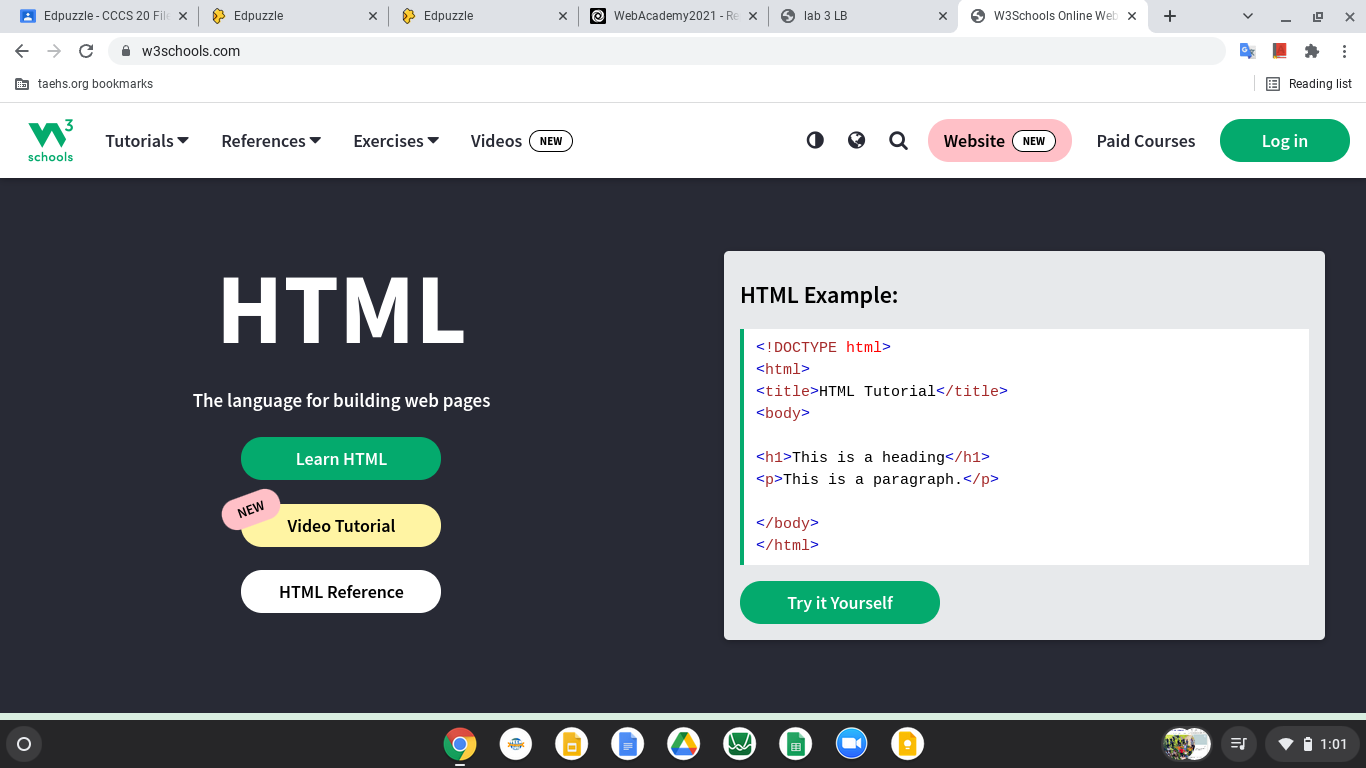 Edpuzzle - CCCS 20 File
Edpuzzle
Edpuzzle
WebAcademy2021 - Re
lab 3 LB
W3Schools Online Web
w3schools.com
taehs.org bookmarks
Reading list
W3 schools
Tutorials
References
Exercises
Videos NEW
Website NEW
Paid Courses
Log in
HTML
The language for building web pages
Learn HTML
NEW
Video Tutorial
HTML Reference
HTML Example:
<!DOCTYPE html>
<html>
<title>HTML Tutorial</title>
<body>
<h1>This is a heading</h1>
<p>This is a paragraph.</p>
</body>
</html>
Try it Yourself
1:01